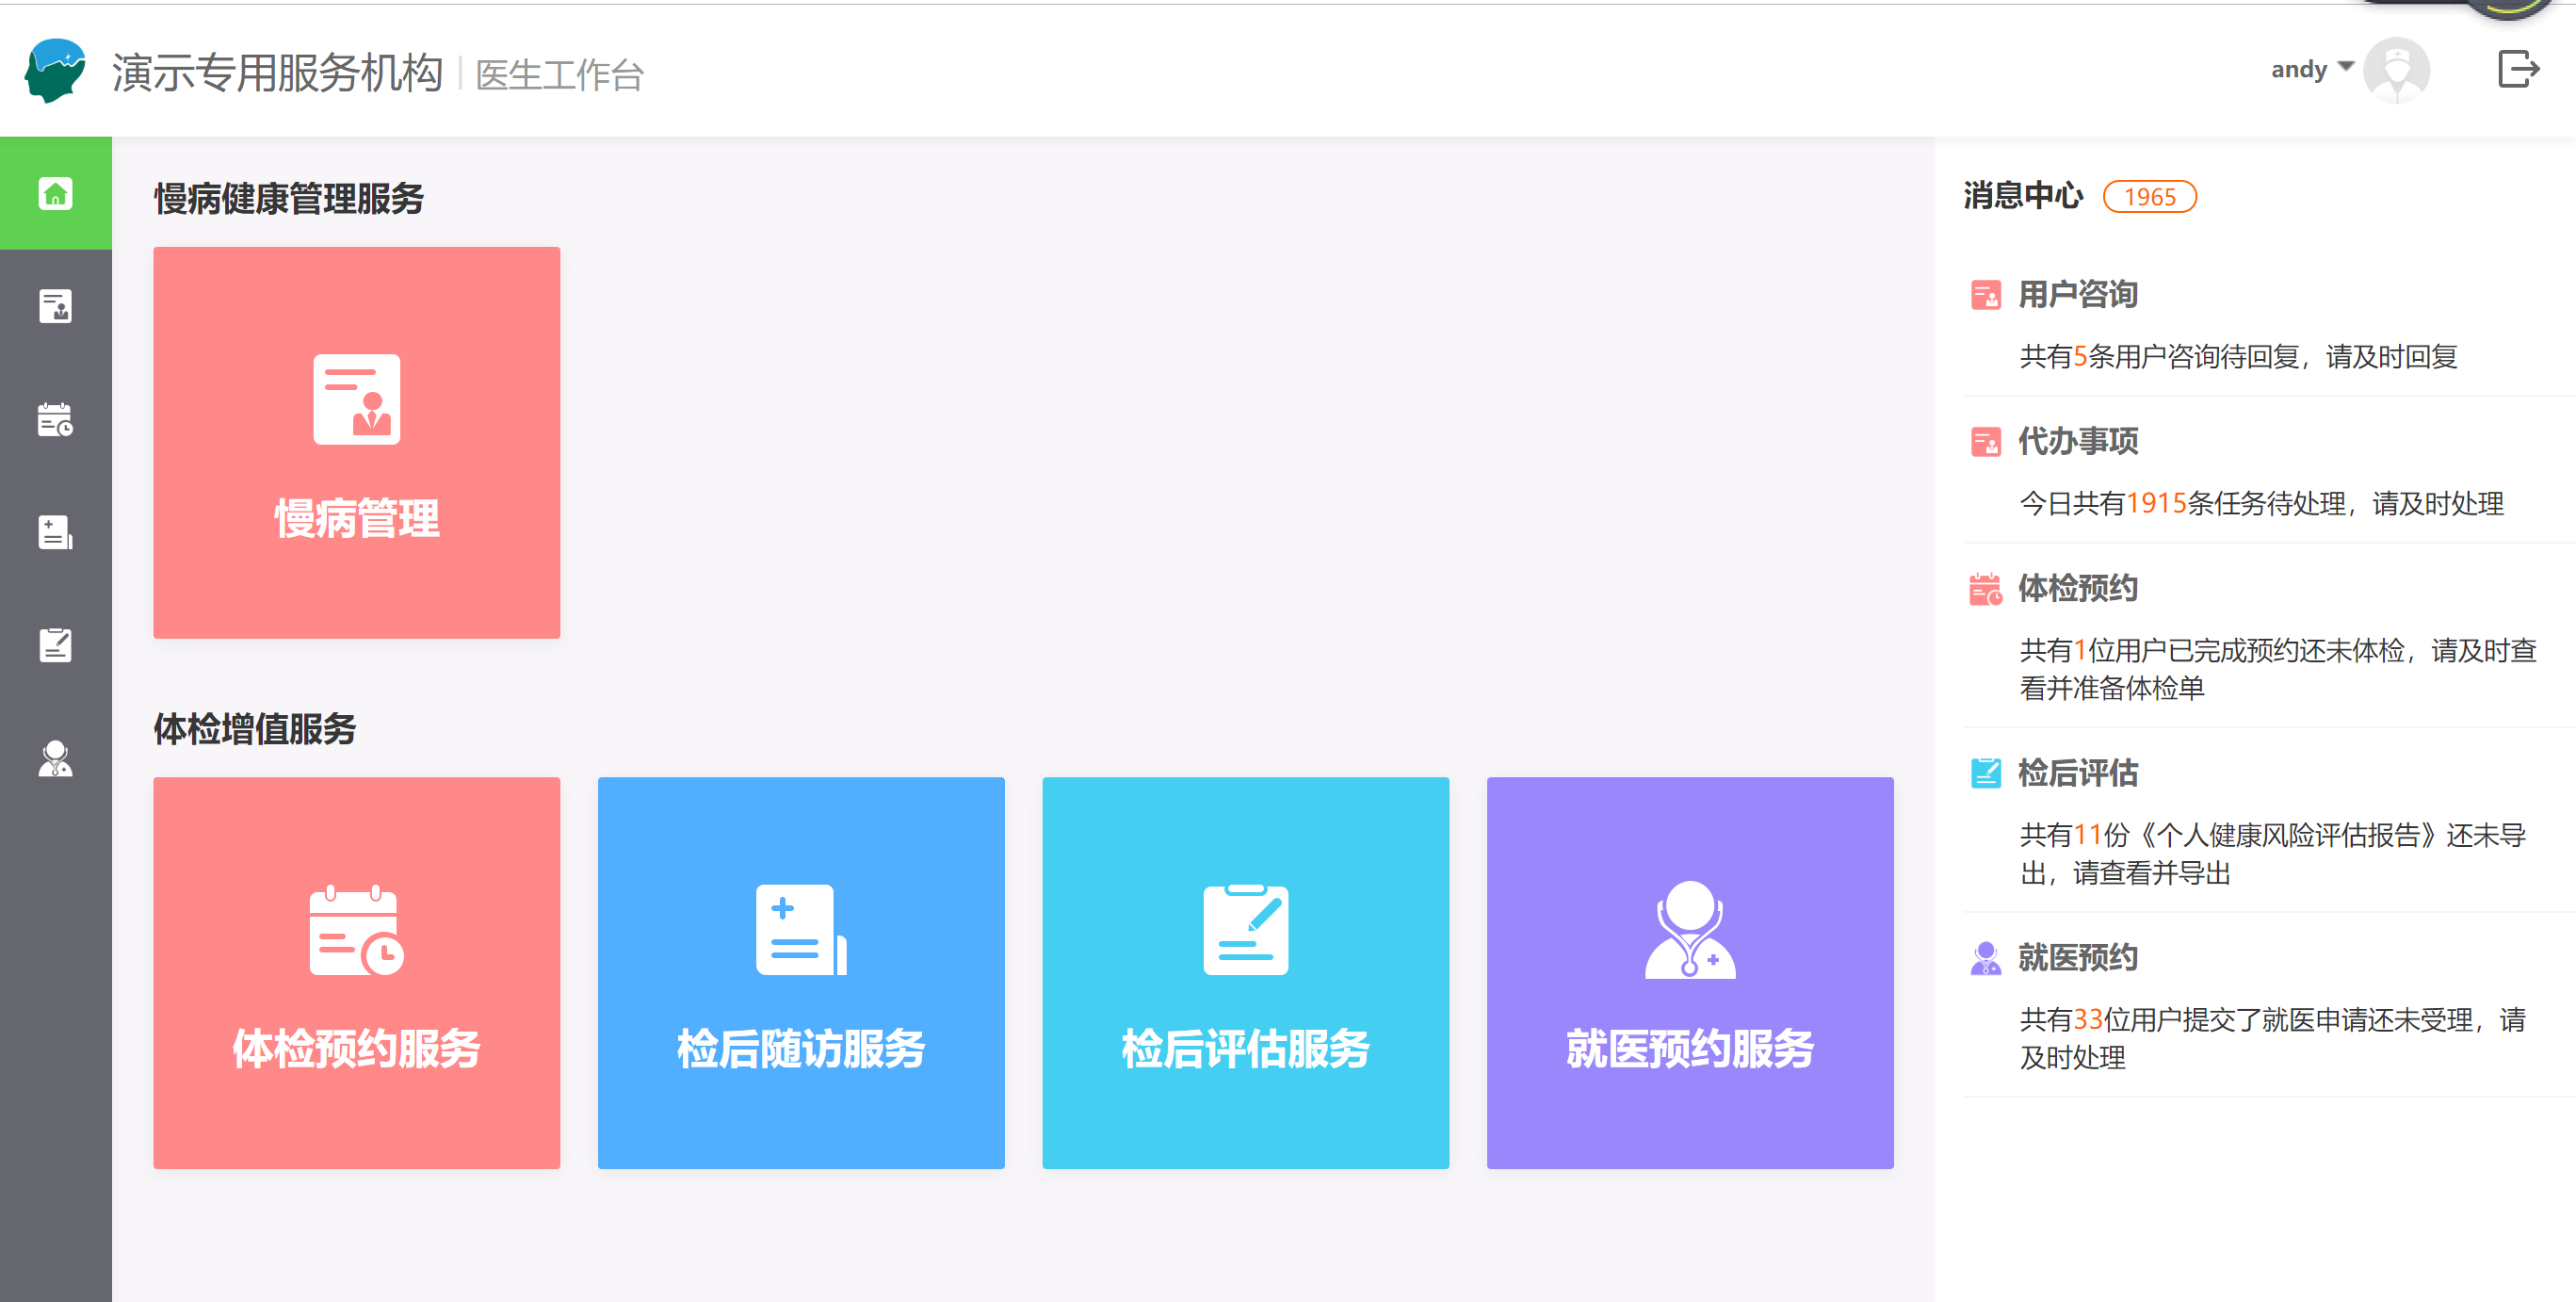 演示专用服务机构 | 医生工作台
andy
慢病健康管理服务
慢病管理
体检增值服务
体检预约服务
检后随访服务
检后评估服务
就医预约服务
消息中心 1965
用户咨询
共有5条用户咨询待回复，请及时回复
代办事项
今日共有1915条任务待处理，请及时处理
体检预约
共有1位用户已完成预约还未体检，请及时查
看并准备体检单
检后评估
共有11份《个人健康风险评估报告》还未导
出，请查看并导出
就医预约
共有33位用户提交了就医申请还未受理，请
及时处理